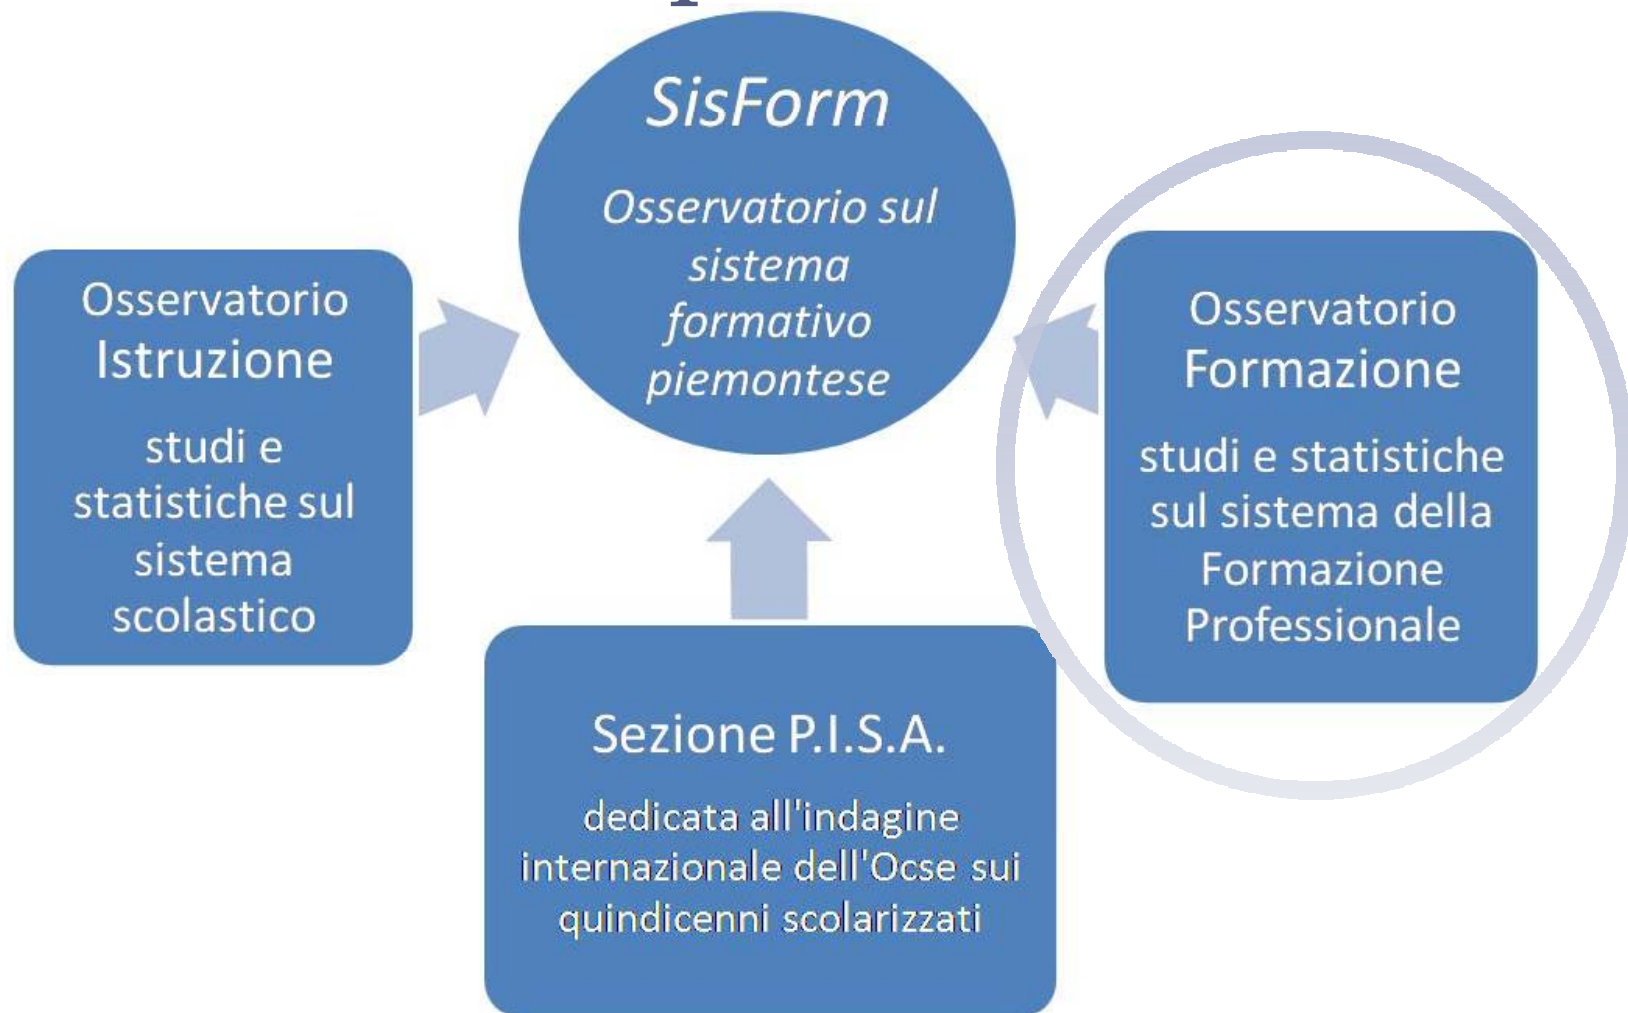 SisForm
Osservatorio sul
sistema
formativo
piemontese
Osservatorio
Istruzione
studi e
statistiche sul
sistema
scolastico
Osservatorio
Formazione
studi e statistiche
sul sistema della
Formazione
Professionale
Sezione P.I.S.A.
dedicata all'indagine
internazionale dell'Ocse sui
quindicenni scolarizzati